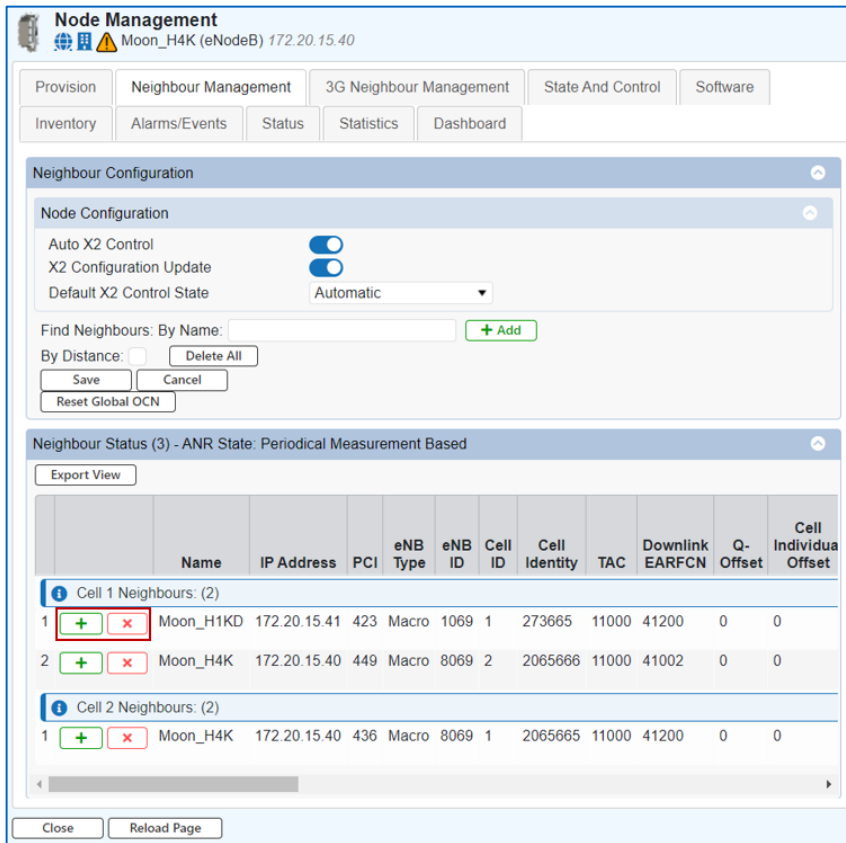 Node Management
Moon_H4K (eNodeB) 172.20.15.40
Provision Neighbour Management 3G Neighbour Management State And Control Software
Inventory Alarms/Events Status Statistics Dashboard
Neighbour Configuration
Node Configuration
Auto X2 Control
X2 Configuration Update
Default X2 Control State Automatic
Find Neighbours: By Name: + Add
By Distance: Delete All
Save Cancel
Reset Global OCN
Neighbour Status (3) - ANR State: Periodical Measurement Based
Export View
Name IP Address PCI eNB Type eNB ID Cell ID Cell Identity TAC Downlink EARFCN Q-Offset Cell Individua Offset
Cell 1 Neighbours: (2)
1 + × Moon_H1KD 172.20.15.41 423 Macro 1069 1 273665 11000 41200 0 0
2 + × Moon_H4K 172.20.15.40 449 Macro 8069 2 2065666 11000 41002 0 0
Cell 2 Neighbours: (2)
1 + × Moon_H4K 172.20.15.40 436 Macro 8069 1 2065665 11000 41200 0 0
Close Reload Page